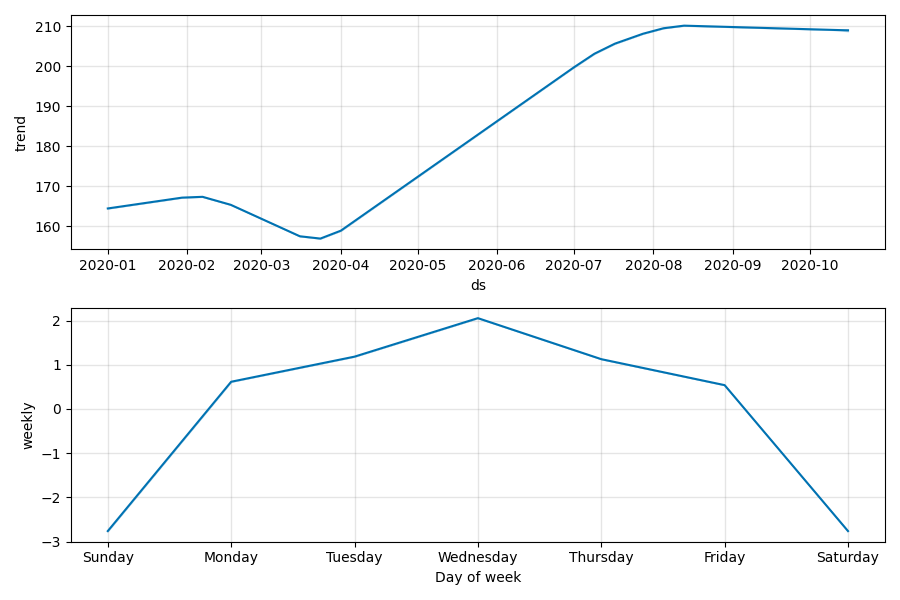 210
200
190
180
170
160
trend
2020-01 2020-02 2020-03 2020-04 2020-05 2020-06 2020-07 2020-08 2020-09 2020-10
ds
2
1
0
−1
−2
−3
weekly
Sunday Monday Tuesday Wednesday Thursday Friday Saturday
Day of week